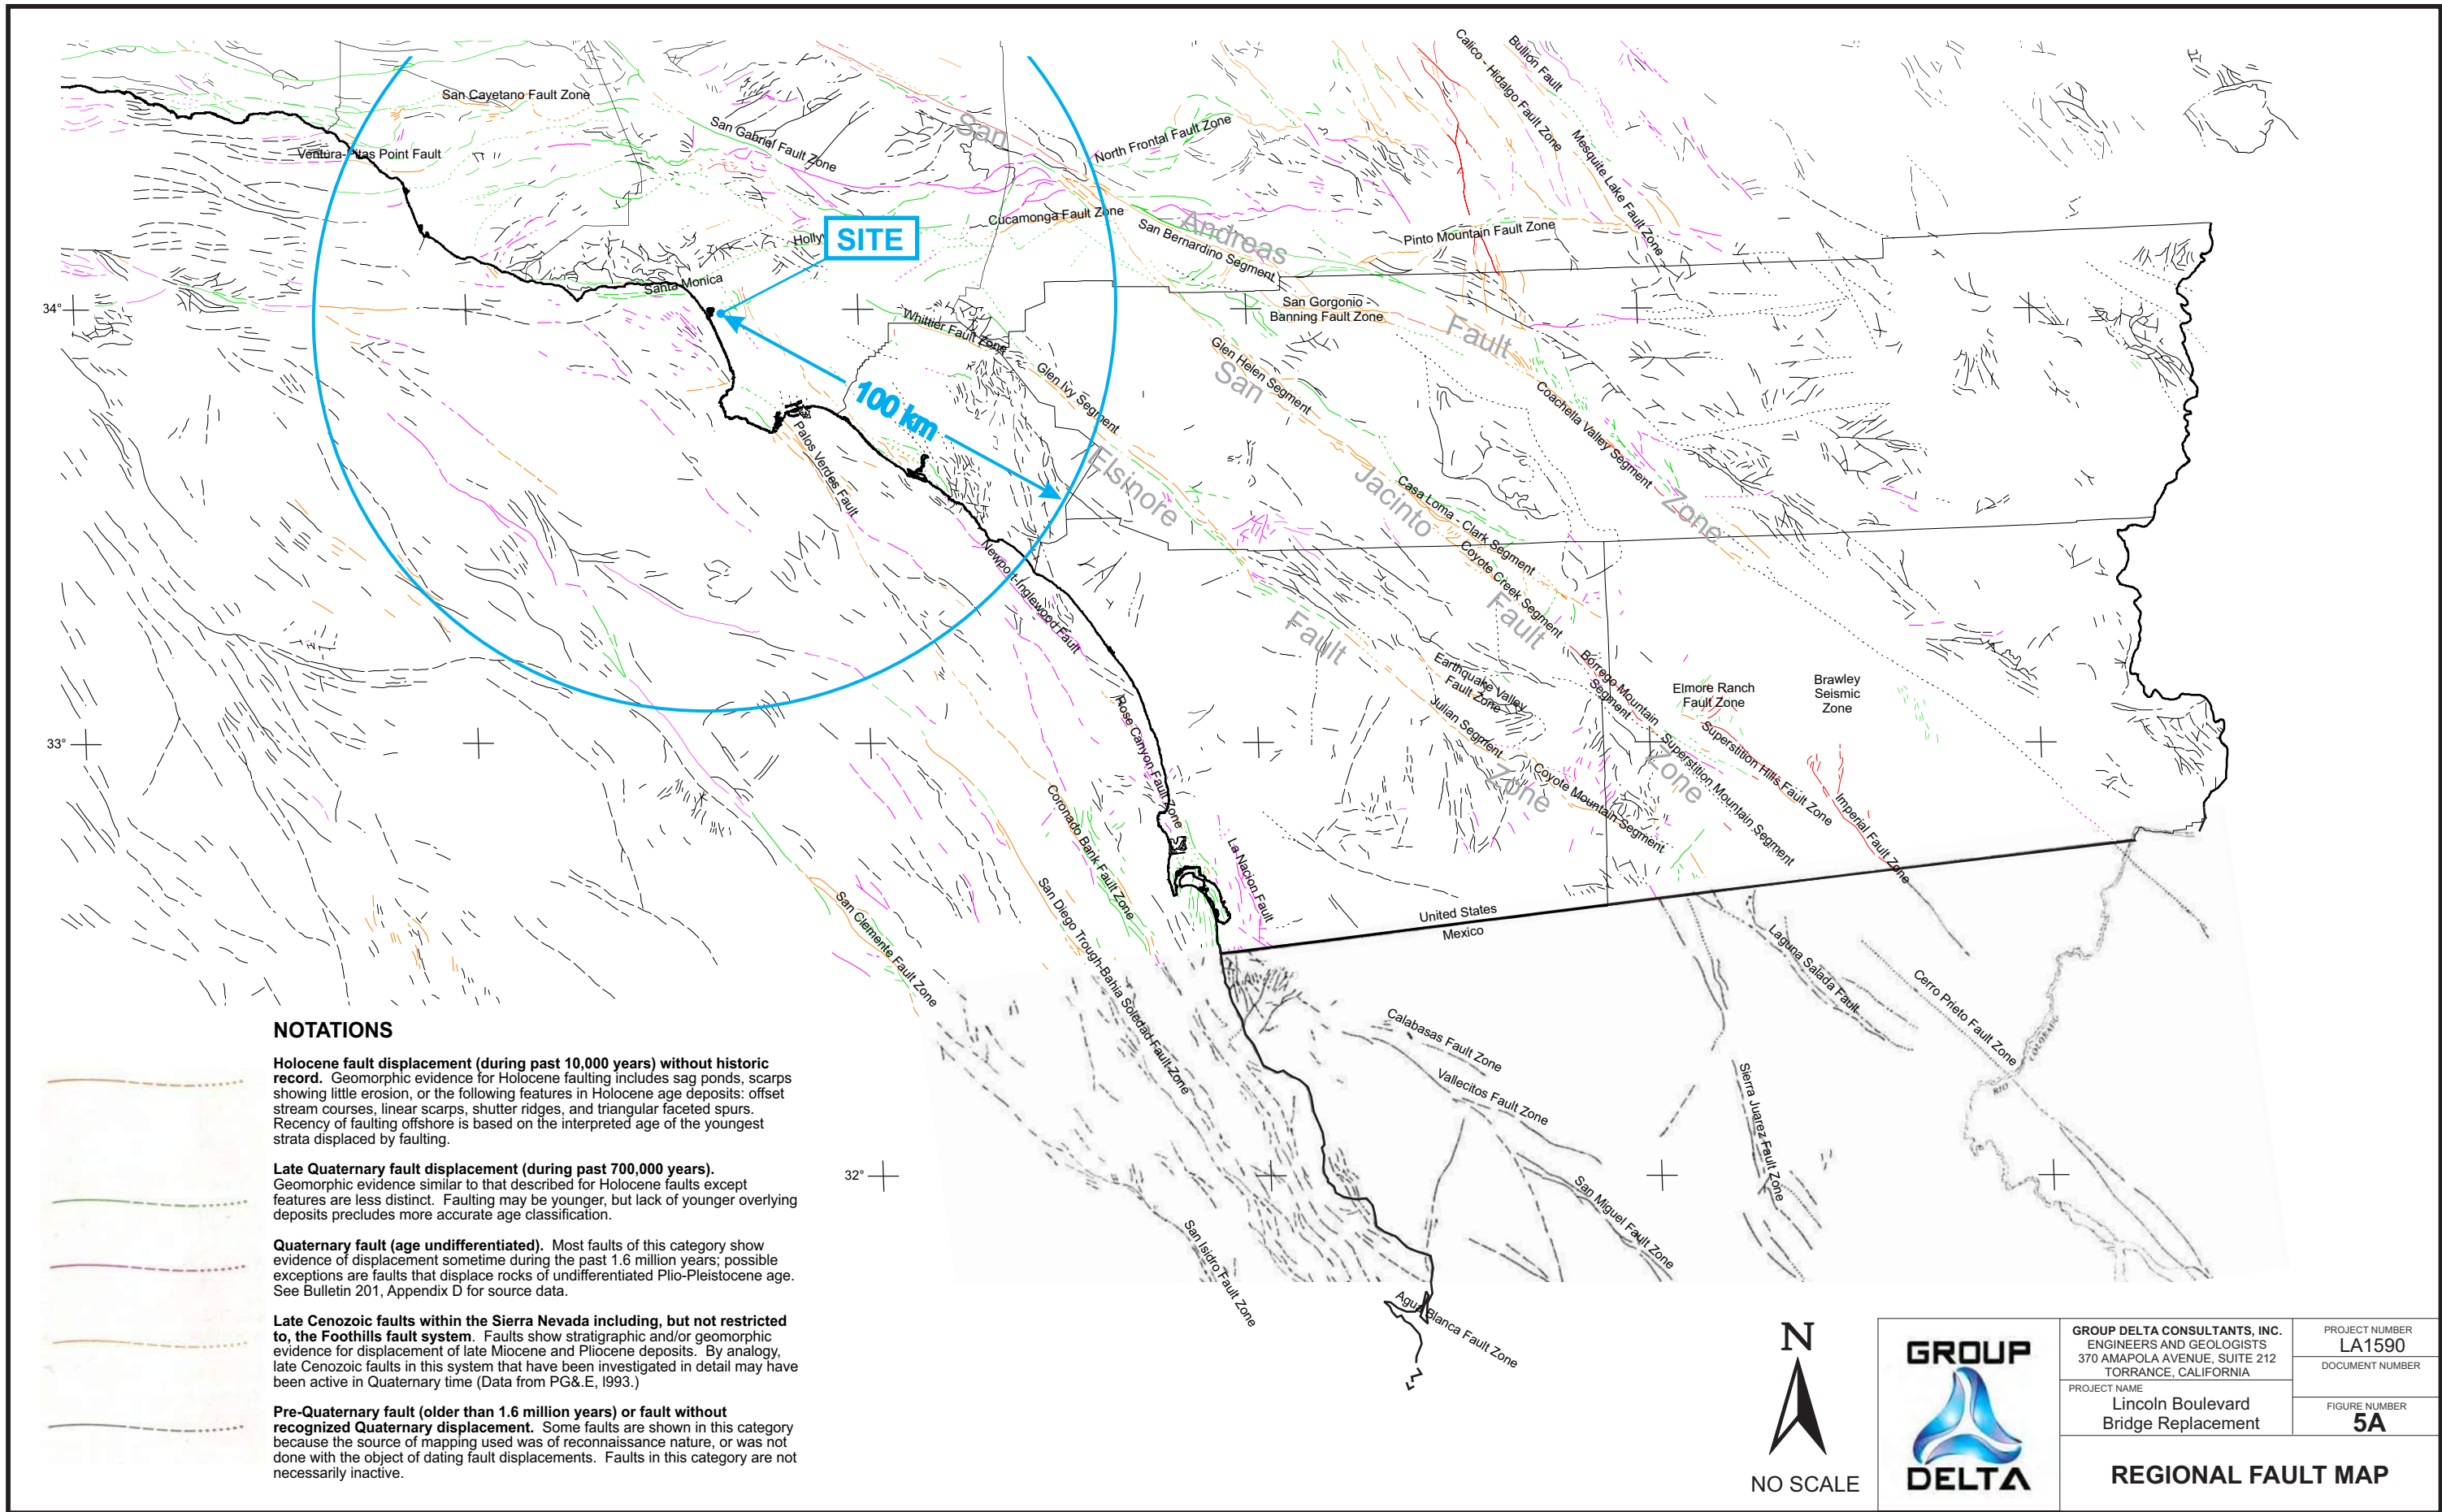 Calico - Hidalgo Fault Zone
Bullion Fault
San Cayetano Fault Zone
San Gabriel Fault Zone
San
North Frontal Fault Zone
Mesquite Lake Fault Zone
Ventura-Pitas Point Fault
Cucamonga Fault Zone
Andreas
San Bernardino Segment
Pinto Mountain Fault Zone
Holly
SITE
Santa Monica
34°
San Gorgonio -
Banning Fault Zone
Whittier Fault Zone
Fault
Glen Helen Segment
San
Glen Ivy Segment
100 km
Coachella Valley Segment
Palos Verdes Fault
Elsinore
Jacinto
Casa Loma - Clark Segment
Zone
Coyote Creek Segment
Newport-Inglewood Fault
Fault
Fault
Earthquake Valley
Fault Zone
Borrego Mountain
Segment
Elmore Ranch
Fault Zone
Brawley
Seismic
Zone
33°
Rose Canyon Fault Zone
Julian Segment
Superstition Hills Fault Zone
Superstition Mountain Segment
Zone
Zone
Coyote Mountain Segment
Imperial Fault Zone
Coronado Bank Fault Zone
La Nacion Fault
San Diego Trough-Bahia Soledad Fault Zone
San Clemente Fault Zone
United States
Mexico
Laguna Salada Fault
Cerro Prieto Fault Zone
Calabasas Fault Zone
Vallecitos Fault Zone
Sierra Juarez Fault Zone
RIO
COLORADO
32°
San Miguel Fault Zone
San Isidro Fault Zone
Agua Blanca Fault Zone
NOTATIONS
Holocene fault displacement (during past 10,000 years) without historic
record. Geomorphic evidence for Holocene faulting includes sag ponds, scarps
showing little erosion, or the following features in Holocene age deposits: offset
stream courses, linear scarps, shutter ridges, and triangular faceted spurs.
Recency of faulting offshore is based on the interpreted age of the youngest
strata displaced by faulting.
Late Quaternary fault displacement (during past 700,000 years).
Geomorphic evidence similar to that described for Holocene faults except
features are less distinct. Faulting may be younger, but lack of younger overlying
deposits precludes more accurate age classification.
Quaternary fault (age undifferentiated). Most faults of this category show
evidence of displacement sometime during the past 1.6 million years; possible
exceptions are faults that displace rocks of undifferentiated Plio-Pleistocene age.
See Bulletin 201, Appendix D for source data.
Late Cenozoic faults within the Sierra Nevada including, but not restricted
to, the Foothills fault system. Faults show stratigraphic and/or geomorphic
evidence for displacement of late Miocene and Pliocene deposits. By analogy,
late Cenozoic faults in this system that have been investigated in detail may have
been active in Quaternary time (Data from PG&.E, l993.)
Pre-Quaternary fault (older than 1.6 million years) or fault without
recognized Quaternary displacement. Some faults are shown in this category
because the source of mapping used was of reconnaissance nature, or was not
done with the object of dating fault displacements. Faults in this category are not
necessarily inactive.
N
NO SCALE
GROUP
DELTA
GROUP DELTA CONSULTANTS, INC.
ENGINEERS AND GEOLOGISTS
370 AMAPOLA AVENUE, SUITE 212
TORRANCE, CALIFORNIA
PROJECT NUMBER
LA1590
DOCUMENT NUMBER
PROJECT NAME
Lincoln Boulevard
Bridge Replacement
FIGURE NUMBER
5A
REGIONAL FAULT MAP